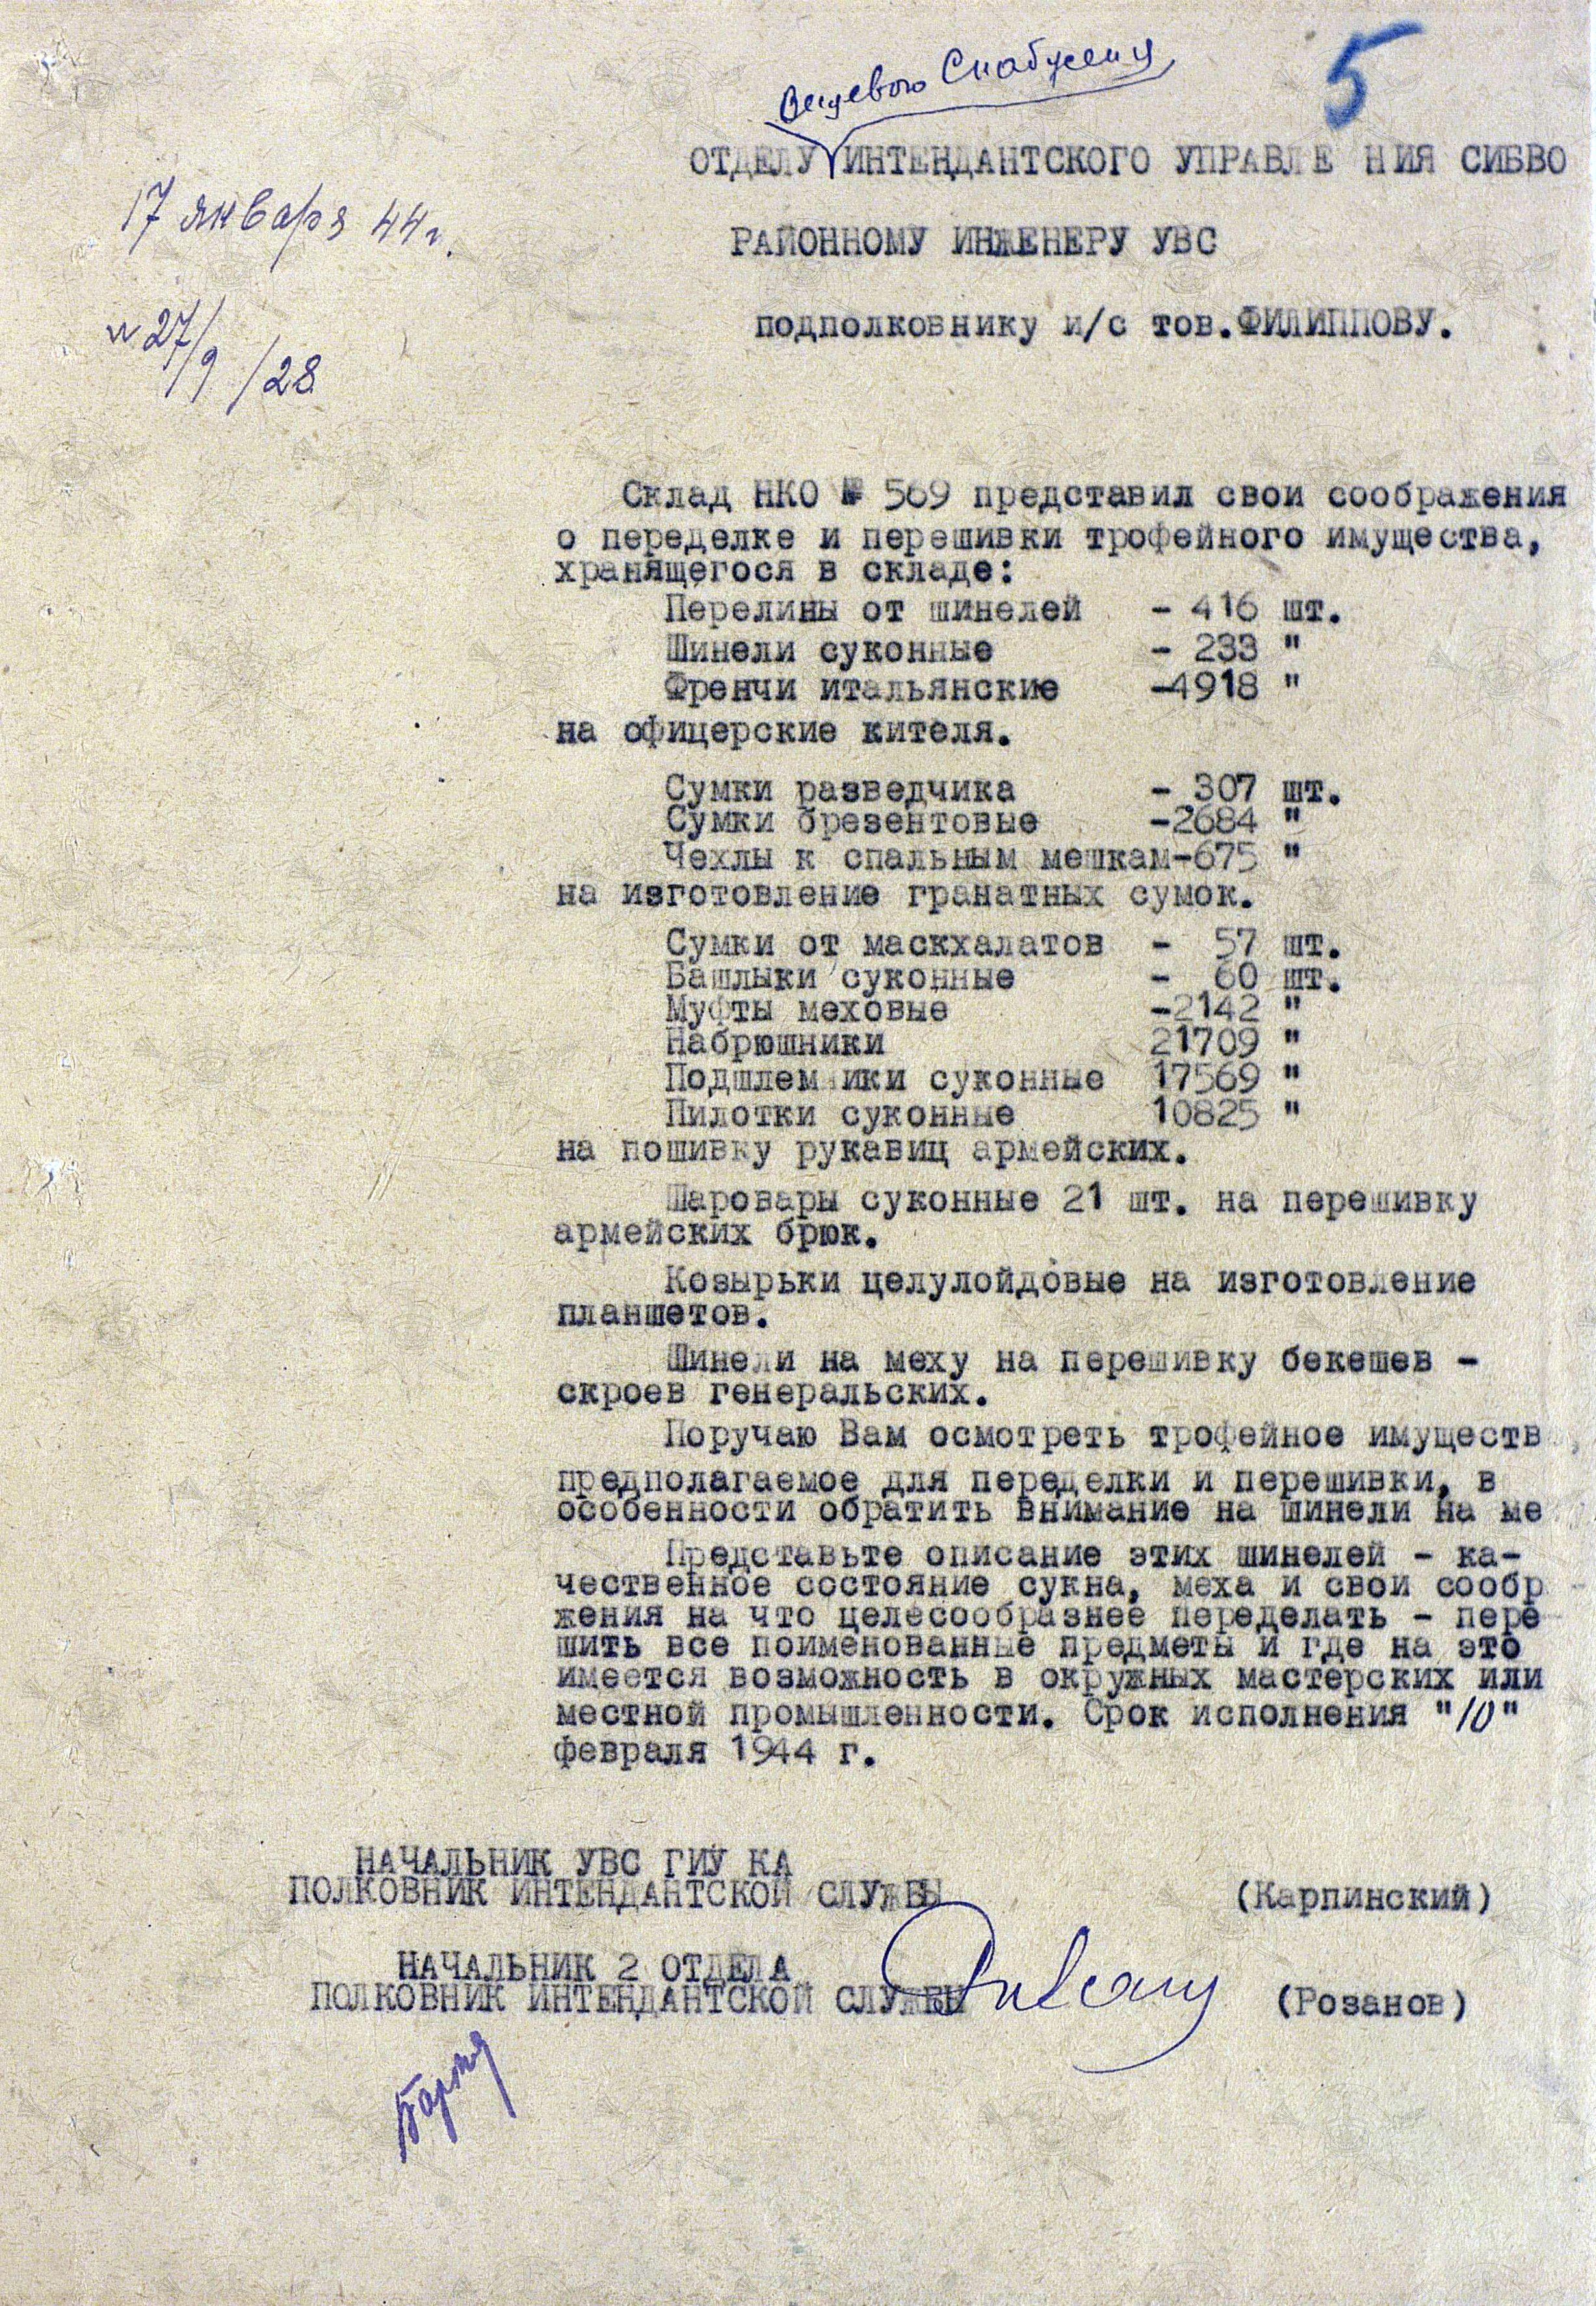 5
Вещевого Снабжения
ОТДЕЛУ ИНТЕНДАНТСКОГО УПРАВЛЕ НИЯ СИБВО
17 января 44г.
РАЙОННОМУ ИНЖЕНЕРУ УВС
подполковнику и/с тов.ФИЛИППОВУ.
№ 27/9/28
Склад НКО № 569 представил свои соображения
о переделке и перешивки трофейного имущества,
хранящегося в складе:
Перелины от шинелей - 416 шт.
Шинели суконные - 233 "
Френчи итальянские -4918 "
на офицерские кителя.
Сумки разведчика - 307 шт.
Сумки брезентовые -2684 "
Чехлы к спальным мешкам-675 "
на изготовление гранатных сумок.
Сумки от маскхалатов - 57 шт.
Башлыки суконные - 60 шт.
Муфты меховые -2142 "
Набрюшники 21709 "
Подшлемники суконные 17569 "
Пилотки суконные 10825 "
на пошивку рукавиц армейских.
Шаровары суконные 21 шт. на перешивку
армейских брюк.
Козырьки целулойдовые на изготовление
планшетов.
Шинели на меху на перешивку бекешев -
скроев генеральских.
Поручаю Вам осмотреть трофейное имуществ
предполагаемое для переделки и перешивки, в
особенности обратить внимание на шинели на ме
Представьте описание этих шинелей - ка-
чественное состояние сукна, меха и свои сообр
жения на что целесообразнее переделать - пере
шить все поименованные предметы и где на это
имеется возможность в окружных мастерских или
местной промышленности. Срок исполнения "10"
февраля 1944 г.
НАЧАЛЬНИК УВС ГИУ КА
ПОЛКОВНИК ИНТЕНДАНТСКОЙ СЛУЖБЫ (Карпинский)
НАЧАЛЬНИК 2 ОТДЕЛА
ПОЛКОВНИК ИНТЕНДАНТСКОЙ СЛУЖБЫ (Розанов)